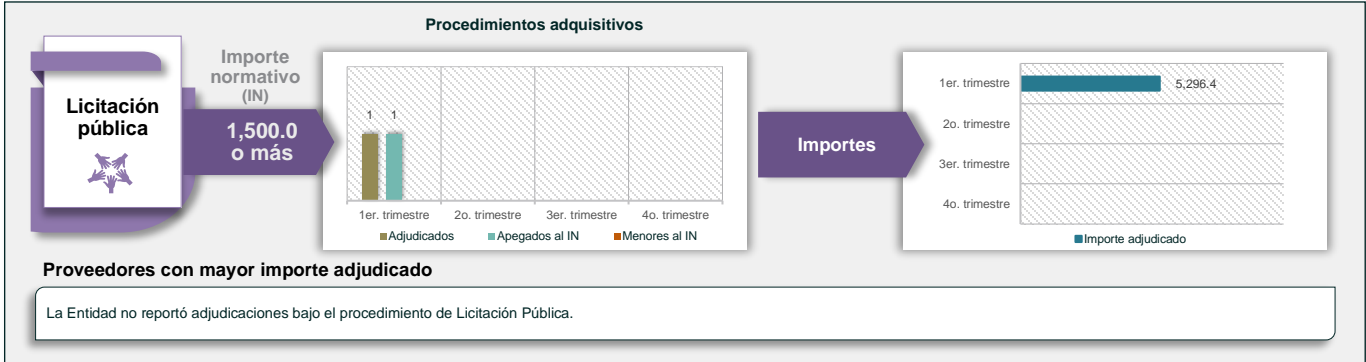 Procedimientos adquisitivos
Licitación
pública
Importe
normativo
(IN)
1,500.0
o más
1 1
1er. trimestre 2o. trimestre 3er. trimestre 4o. trimestre
Adjudicados Apegados al IN Menores al IN
Importes
1er. trimestre 5,296.4
2o. trimestre
3er. trimestre
4o. trimestre
Importe adjudicado
Proveedores con mayor importe adjudicado
La Entidad no reportó adjudicaciones bajo el procedimiento de Licitación Pública.